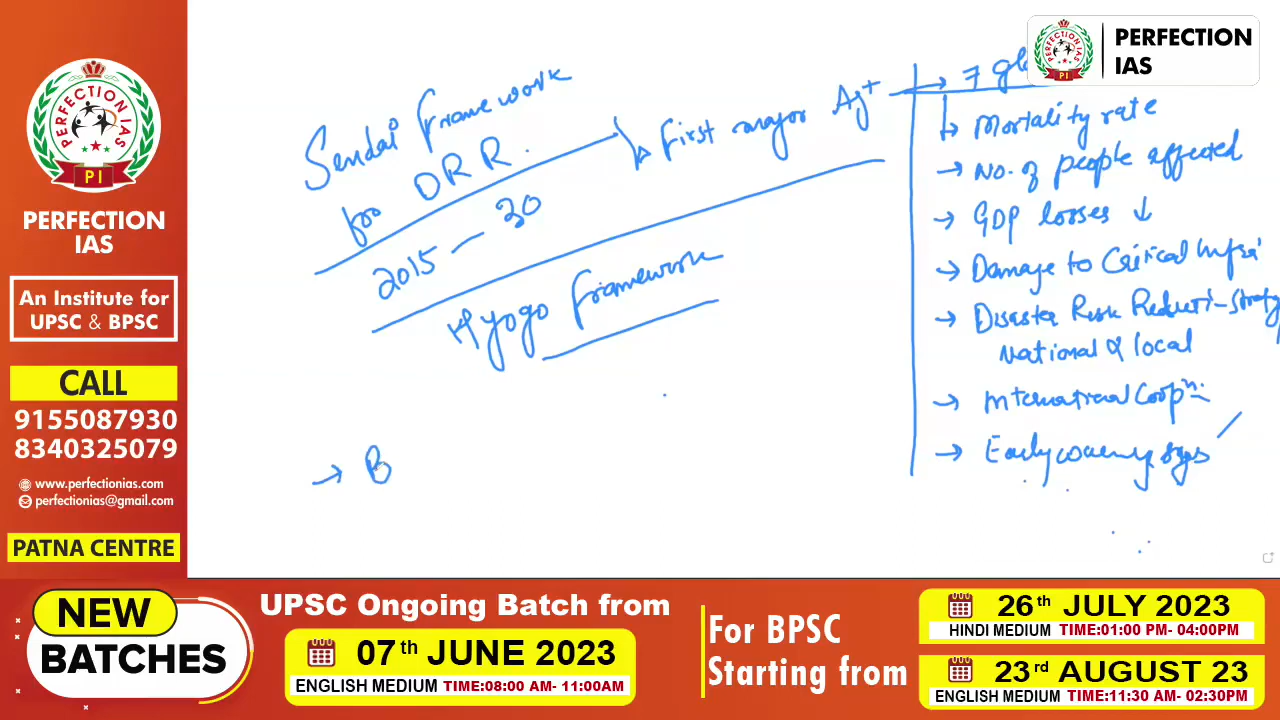 PERFECTION IAS
PI
PERFECTION
IAS
An Institute for
UPSC & BPSC
CALL
9155087930
8340325079
www.perfectionias.com
perfectionias@gmail.com
PATNA CENTRE
Sendai Framework
for DRR.
2015 – 30
First major Agt
Hyogo Framework
→ B
→ 7
PERFECTION IAS
PI
PERFECTION
IAS
Mortality rate
→ No. of people affected
→ GDP losses ↓
→ Damage to Critical Infra
→ Disaster Risk
National & local
→ International Coopn.
→ Early warning sys
NEW
BATCHES
UPSC Ongoing Batch from
07th JUNE 2023
ENGLISH MEDIUM TIME:08:00 AM- 11:00AM
For BPSC
Starting from
26th JULY 2023
HINDI MEDIUM TIME:01:00 PM- 04:00PM
23rd AUGUST 23
ENGLISH MEDIUM TIME:11:30 AM- 02:30PM